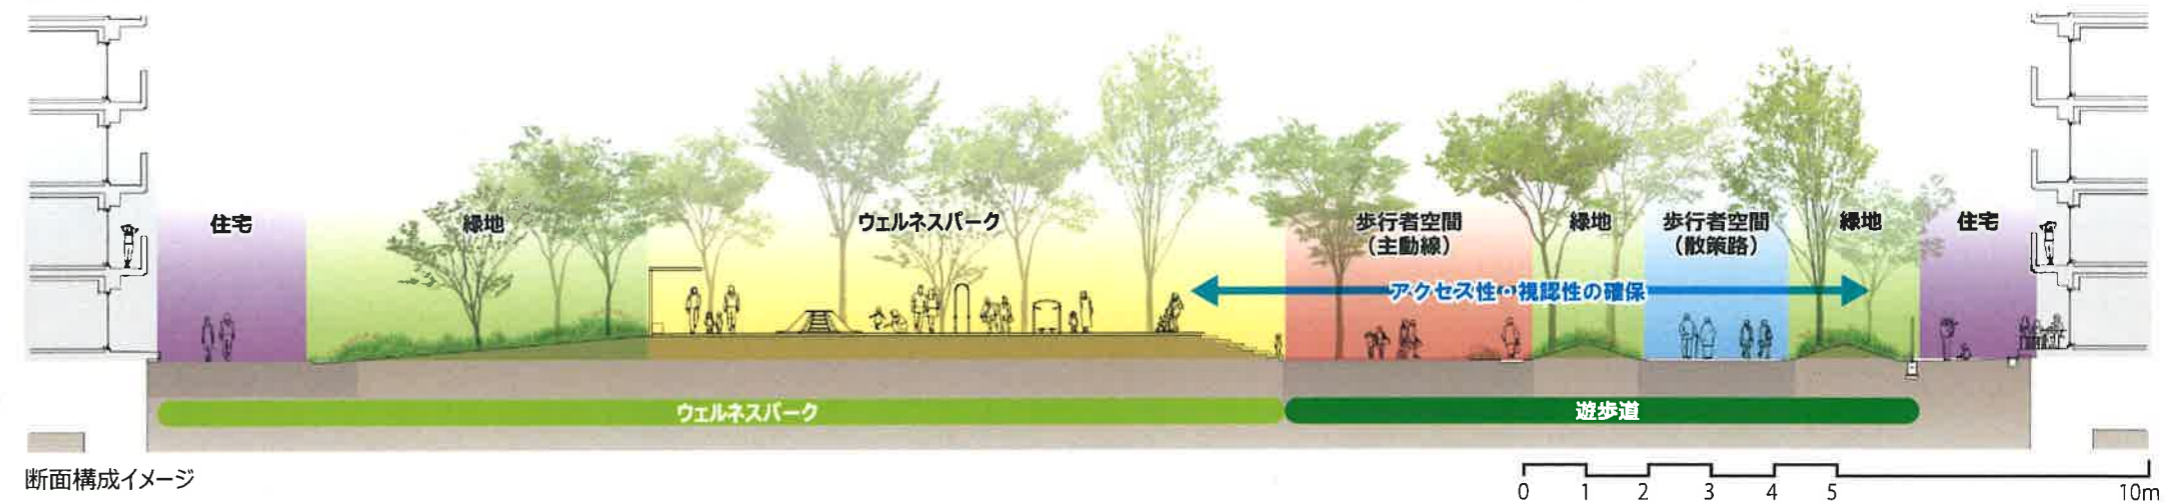 住宅
緑地
ウェルネスパーク
歩行者空間
（主動線）
緑地
歩行者空間
（散策路）
緑地
住宅
アクセス性・視認性の確保
ウェルネスパーク
遊歩道
断面構成イメージ
0 1 2 3 4 5 10m